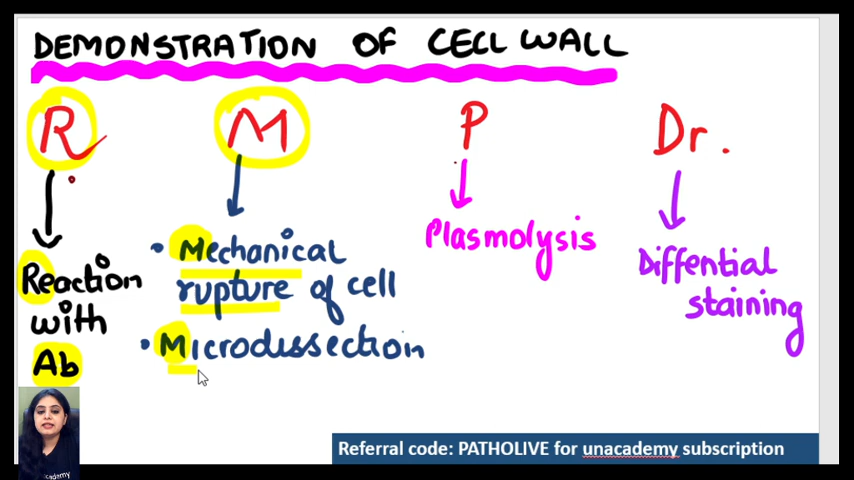 DEMONSTRATION OF CELL WALL
R M P Dr.
Reaction
with
Ab
• Mechanical
rupture of cell
• Microdissection
Plasmolysis
Diffential
staining
cademy
Referral code: PATHOLIVE for unacademy subscription